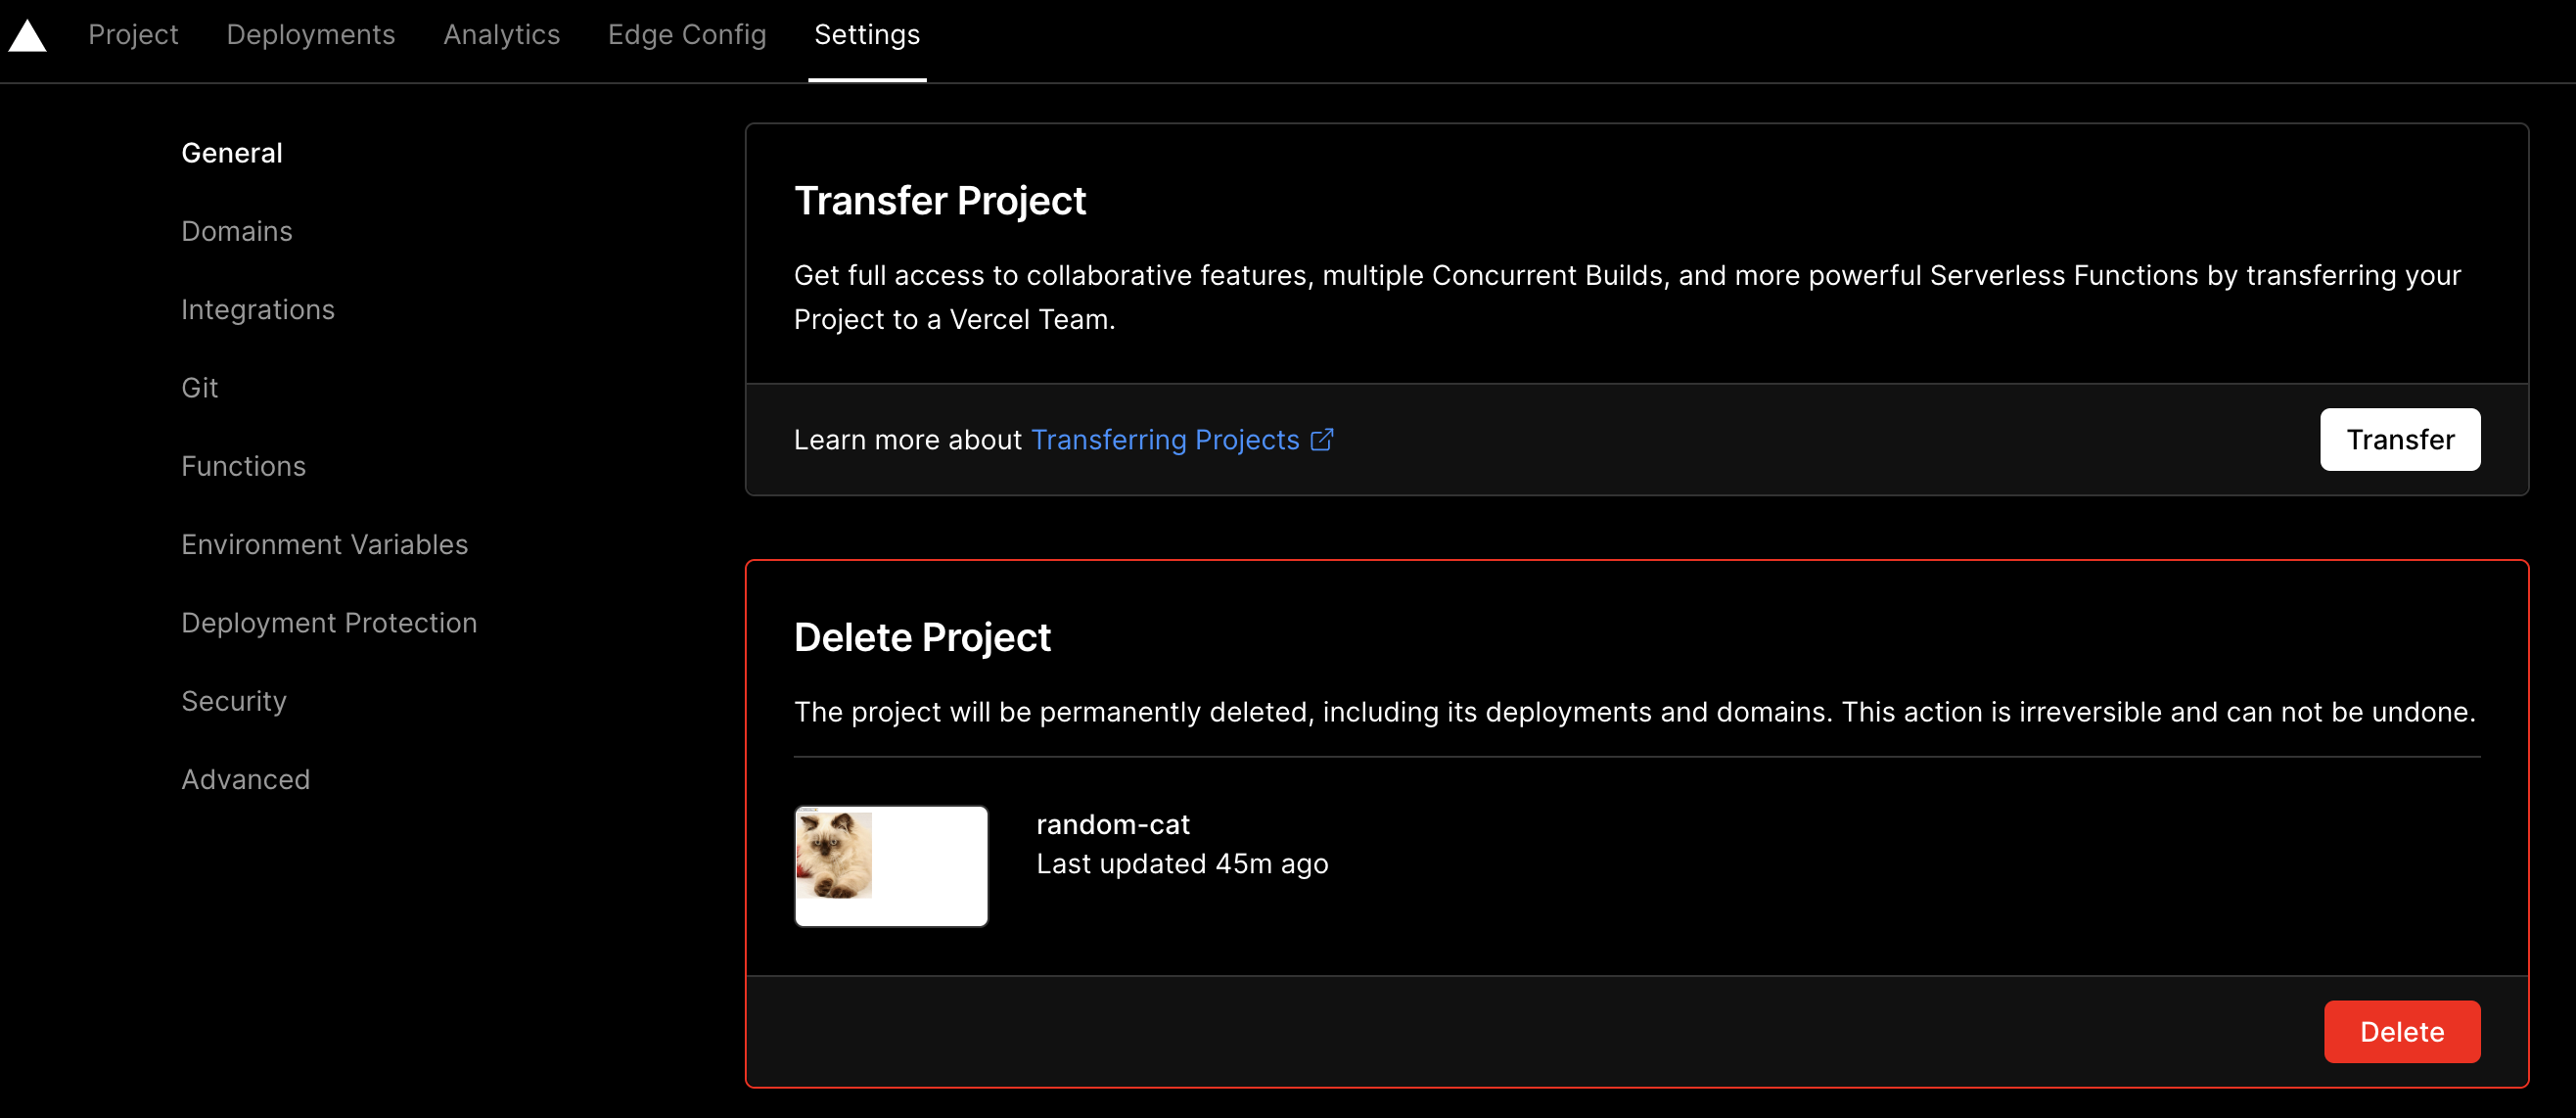 Project Deployments Analytics Edge Config Settings
General
Domains
Integrations
Git
Functions
Environment Variables
Deployment Protection
Security
Advanced
Transfer Project
Get full access to collaborative features, multiple Concurrent Builds, and more powerful Serverless Functions by transferring your
Project to a Vercel Team.
Learn more about Transferring Projects
Transfer
Delete Project
The project will be permanently deleted, including its deployments and domains. This action is irreversible and can not be undone.
random-cat
Last updated 45m ago
Delete